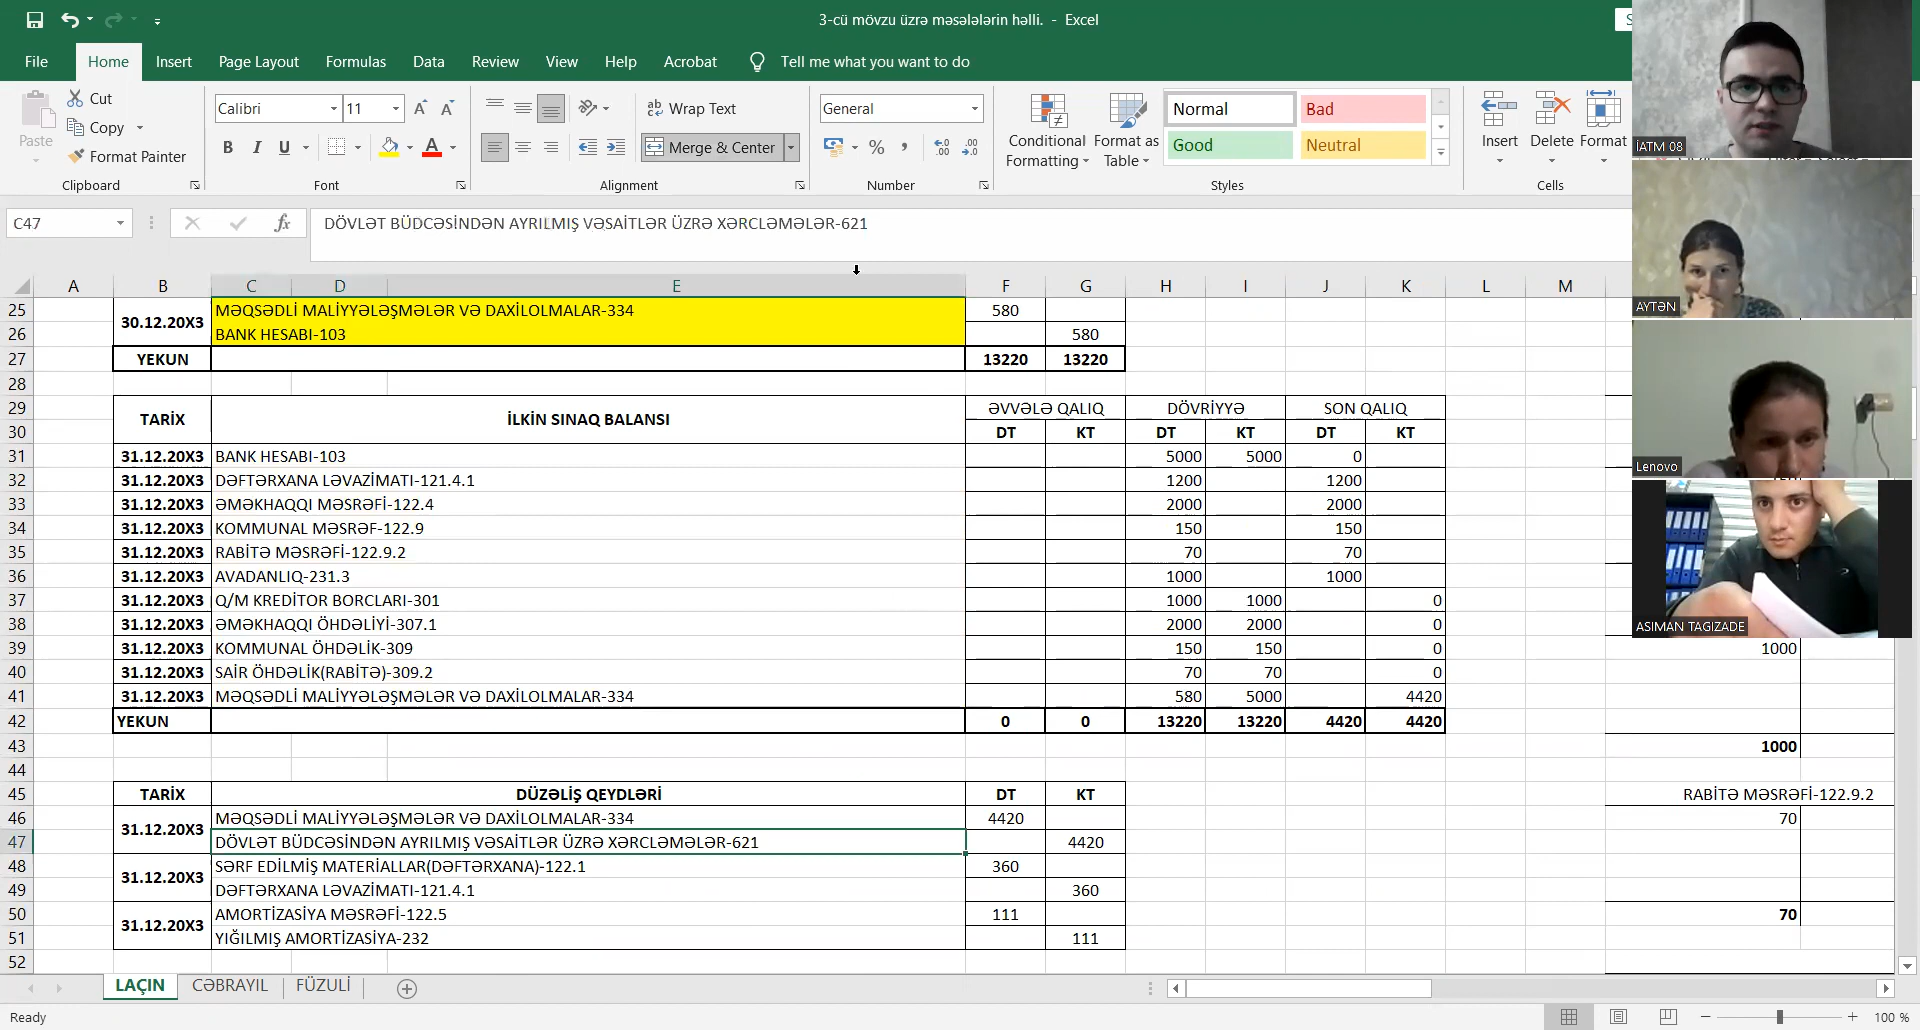 3-cü mövzu üzrə məsələlərin həlli. - Excel
File Home Insert Page Layout Formulas Data Review View Help Acrobat Tell me what you want to do
Paste
Cut
Copy
Format Painter
Clipboard
Calibri 11
B I U
Font
Wrap Text
Merge & Center
Alignment
General
Number
Conditional Formatting
Format as Table
Normal Bad
Good Neutral
Styles
Insert Delete Format
Cells
İATM 08
AYTƏN
Lenovo
ASIMAN TAGIZADE
C47
fx
DÖVLƏT BÜDCƏSİNDƏN AYRILMIŞ VƏSAİTLƏR ÜZRƏ XƏRCLƏMƏLƏR-621
A B C D E F G H I J K L M
25 30.12.20X3 MƏQSƏDLİ MALİYYƏLƏŞMƏLƏR VƏ DAXİLOLMALAR-334 580
26 BANK HESABI-103 580
27 YEKUN 13220 13220
28
29 TARİX İLKİN SINAQ BALANSI ƏVVƏLƏ QALIQ DÖVRİYYƏ SON QALIQ
30 DT KT DT KT DT KT
31 31.12.20X3 BANK HESABI-103 5000 5000 0
32 31.12.20X3 DƏFTƏRXANA LƏVAZİMATI-121.4.1 1200 1200
33 31.12.20X3 ƏMƏKHAQQI MƏSRƏFİ-122.4 2000 2000
34 31.12.20X3 KOMMUNAL MƏSRƏF-122.9 150 150
35 31.12.20X3 RABİTƏ MƏSRƏFİ-122.9.2 70 70
36 31.12.20X3 AVADANLIQ-231.3 1000 1000
37 31.12.20X3 Q/M KREDİTOR BORCLARI-301 1000 1000 0
38 31.12.20X3 ƏMƏKHAQQI ÖHDƏLİYİ-307.1 2000 2000 0
39 31.12.20X3 KOMMUNAL ÖHDƏLİK-309 150 150 0 1000
40 31.12.20X3 SAİR ÖHDƏLİK(RABİTƏ)-309.2 70 70 0
41 31.12.20X3 MƏQSƏDLİ MALİYYƏLƏŞMƏLƏR VƏ DAXİLOLMALAR-334 580 5000 4420
42 YEKUN 0 0 13220 13220 4420 4420
43 1000
44
45 TARİX DÜZƏLİŞ QEYDLƏRİ DT KT RABİTƏ MƏSRƏFİ-122.9.2
46 31.12.20X3 MƏQSƏDLİ MALİYYƏLƏŞMƏLƏR VƏ DAXİLOLMALAR-334 4420 70
47 DÖVLƏT BÜDCƏSİNDƏN AYRILMIŞ VƏSAİTLƏR ÜZRƏ XƏRCLƏMƏLƏR-621 4420
48 31.12.20X3 SƏRF EDİLMİŞ MATERİALLAR(DƏFTƏRXANA)-122.1 360
49 DƏFTƏRXANA LƏVAZİMATI-121.4.1 360
50 31.12.20X3 AMORTİZASİYA MƏSRƏFİ-122.5 111 70
51 YIĞILMIŞ AMORTİZASİYA-232 111
52
LAÇIN CƏBRAYIL FÜZULİ
Ready 100 %